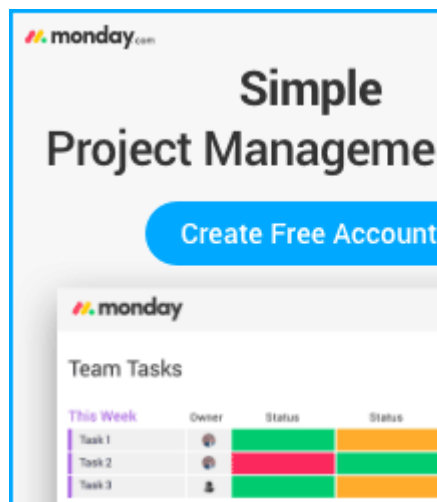 monday.com
Simple
Project Manageme
Create Free Account
monday
Team Tasks
This Week Owner Status Status
Task 1
Task 2
Task 3